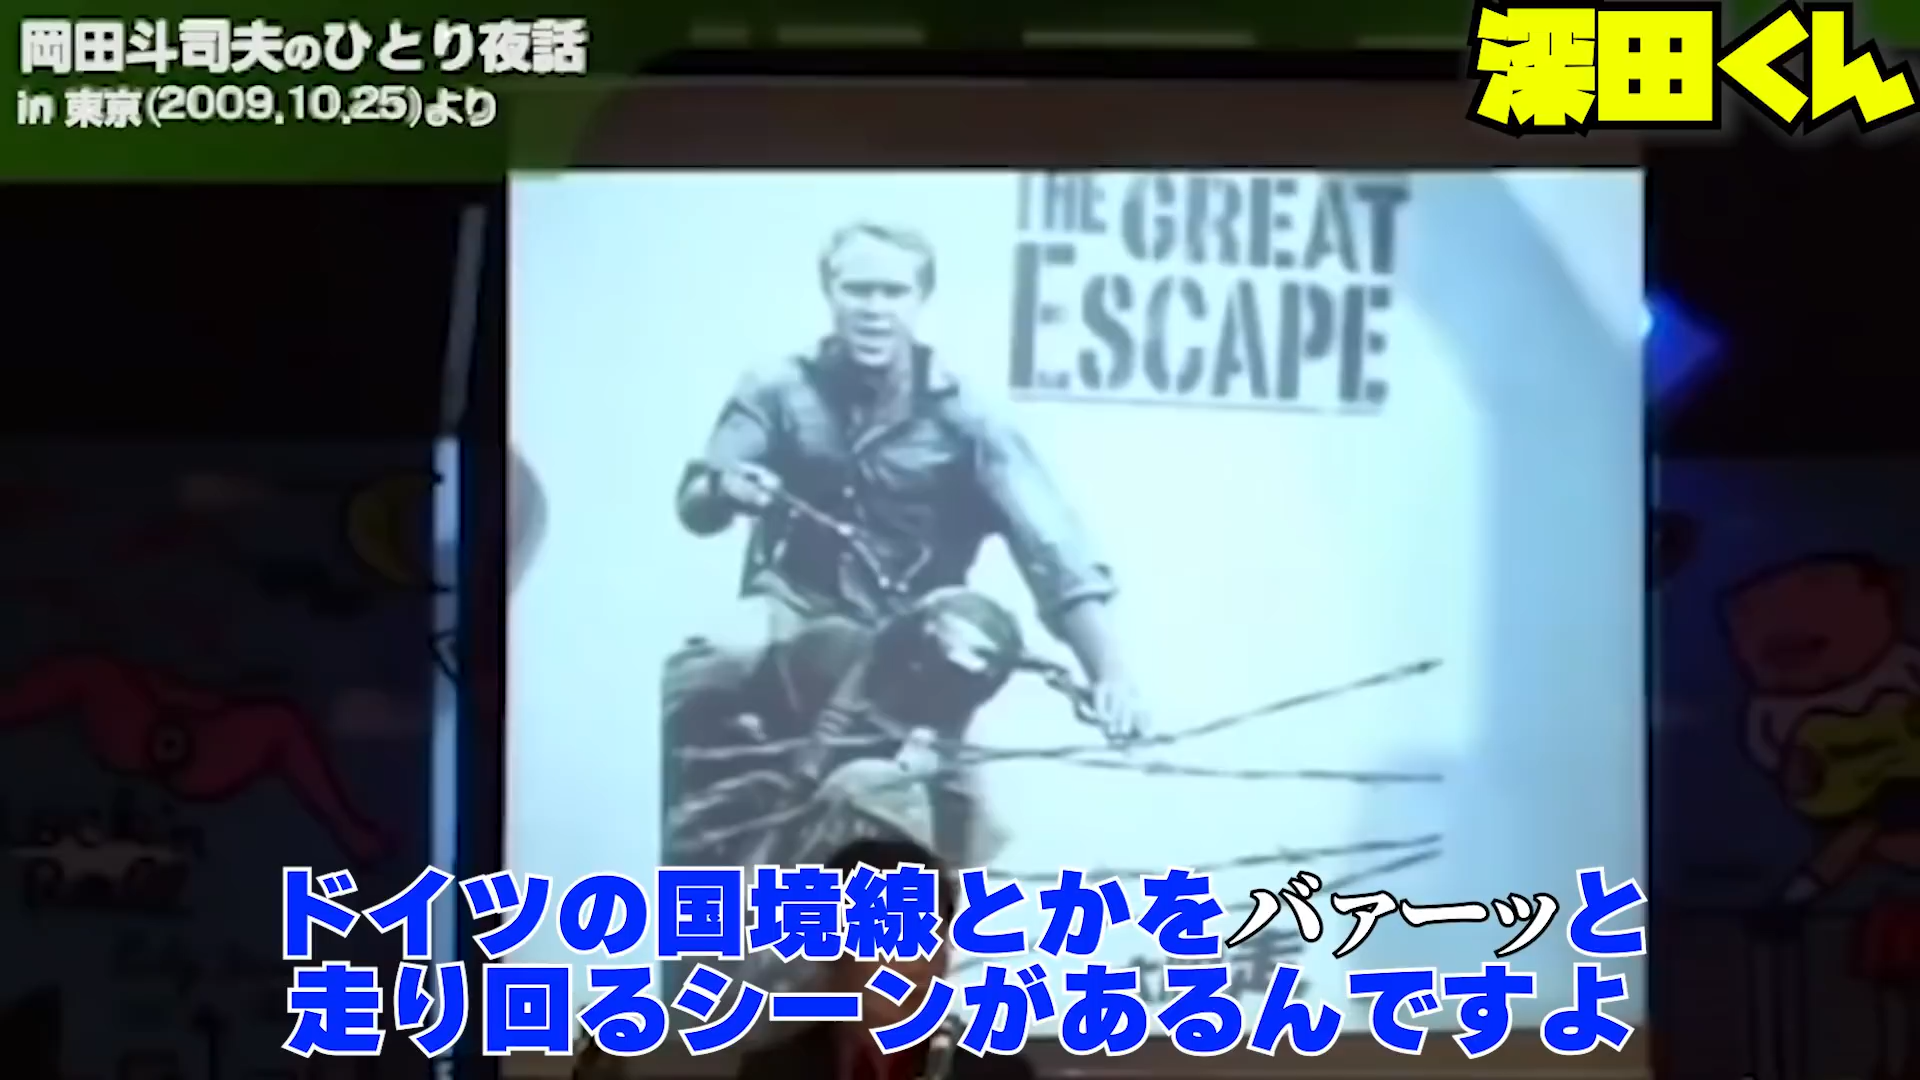 岡田斗司夫のひとり夜話
in 東京(2009.10.25)より
深田くん
THE GREAT
ESCAPE
ドイツの国境線とかをバァーッと
走り回るシーンがあるんですよ